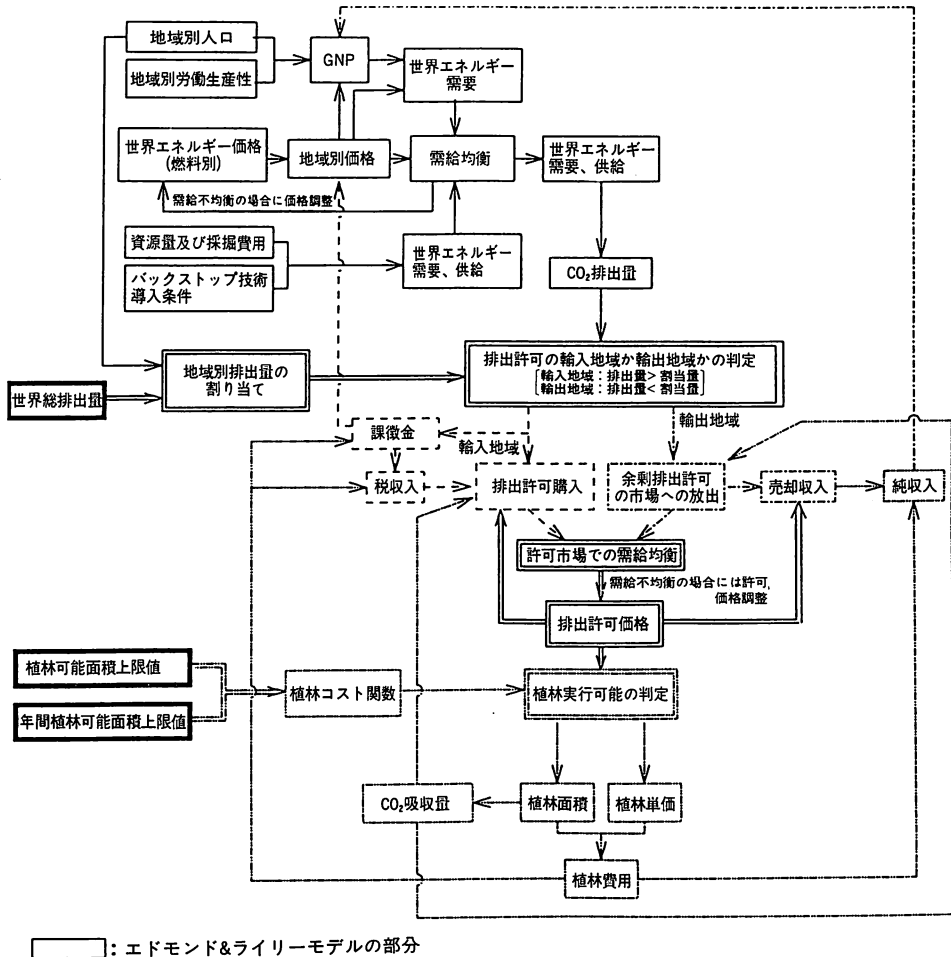 地域別人口
地域別労働生産性
GNP
世界エネルギー
需要
世界エネルギー価格
(燃料別)
地域別価格
需給均衡
世界エネルギー
需要、供給
需給不均衡の場合に価格調整
資源量及び採掘費用
バックストップ技術
導入条件
世界エネルギー
需要、供給
CO₂排出量
世界総排出量
地域別排出量の
割り当て
排出許可の輸入地域か輸出地域かの判定
[輸入地域：排出量>割当量]
[輸出地域：排出量<割当量]
課徴金
輸入地域
輸出地域
税収入
排出許可購入
余剰排出許可
の市場への放出
売却収入
純収入
許可市場での需給均衡
需給不均衡の場合には許可,
価格調整
排出許可価格
植林可能面積上限値
年間植林可能面積上限値
植林コスト関数
植林実行可能の判定
CO₂吸収量
植林面積
植林単価
植林費用
：エドモンド&ライリーモデルの部分